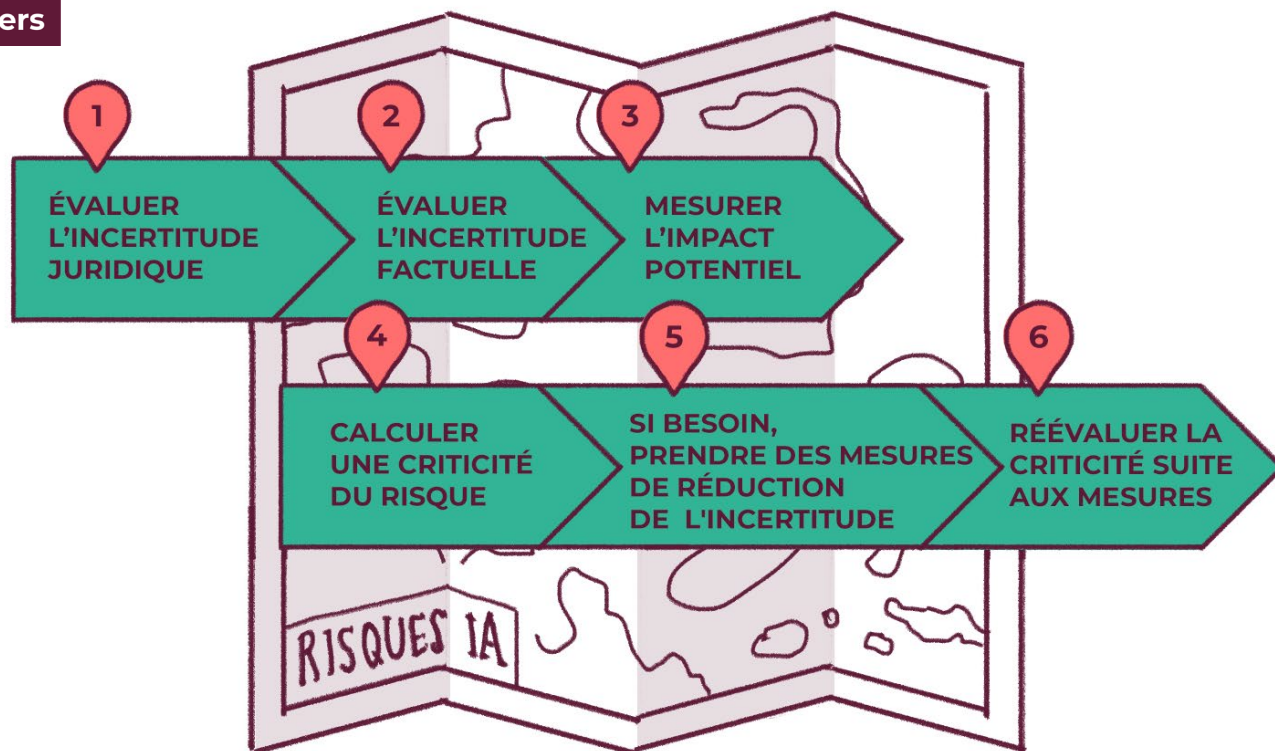 ers
1
2
3
ÉVALUER
L'INCERTITUDE
JURIDIQUE
ÉVALUER
L'INCERTITUDE
FACTUELLE
MESURER
L'IMPACT
POTENTIEL
4
5
6
CALCULER
UNE CRITICITÉ
DU RISQUE
SI BESOIN,
PRENDRE DES MESURES
DE RÉDUCTION
DE L'INCERTITUDE
RÉÉVALUER LA
CRITICITÉ SUITE
AUX MESURES
RISQUES IA